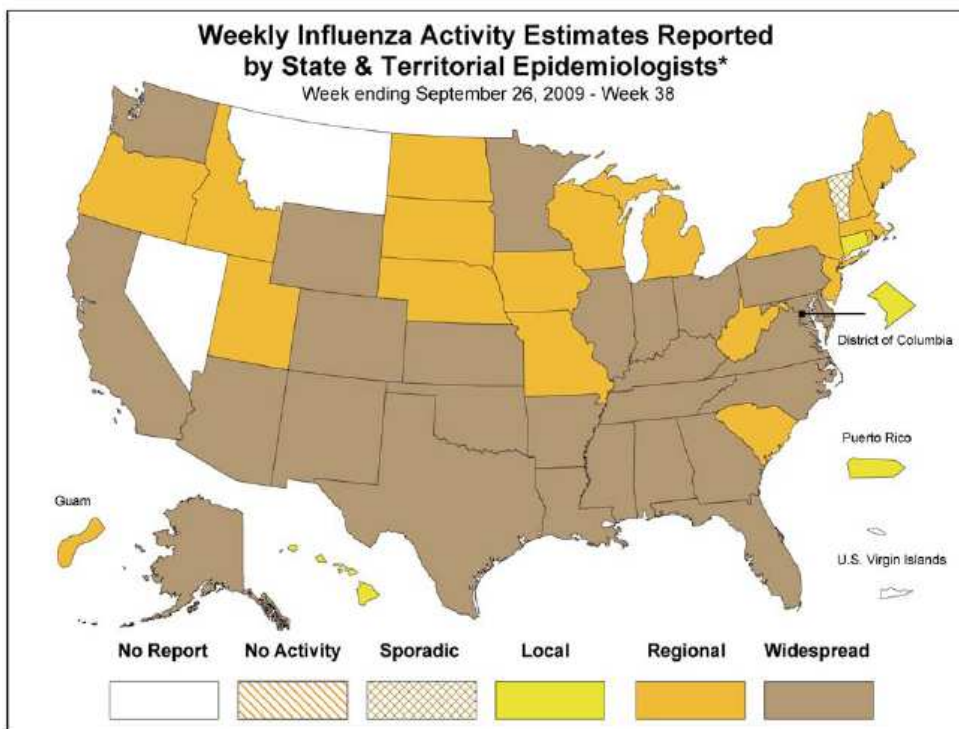 Weekly Influenza Activity Estimates Reported
by State & Territorial Epidemiologists*
Week ending September 26, 2009 - Week 38
District of Columbia
Puerto Rico
Guam
U.S. Virgin Islands
No Report No Activity Sporadic Local Regional Widespread